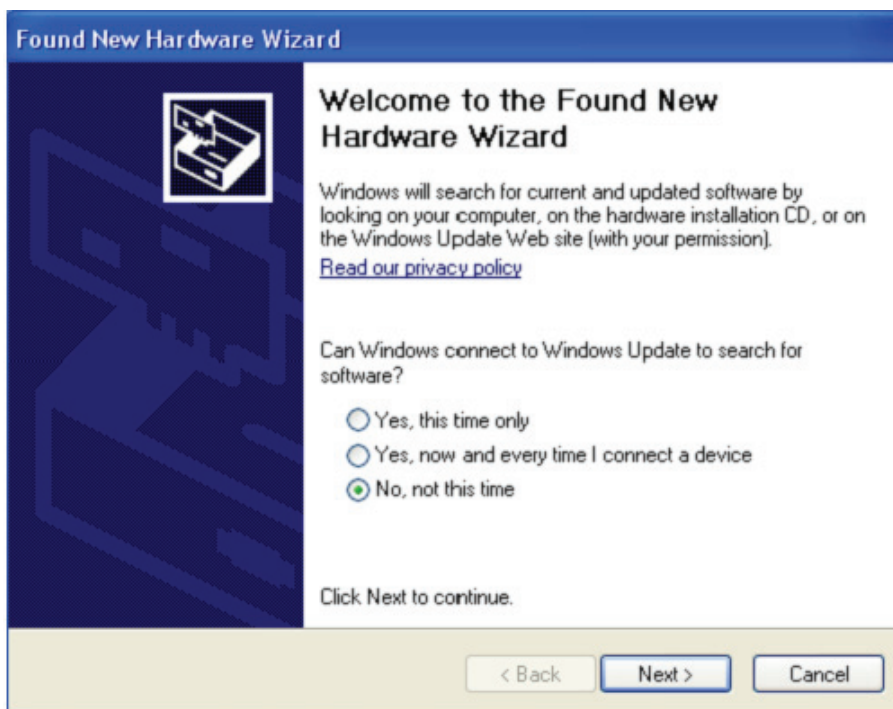 Found New Hardware Wizard
Welcome to the Found New
Hardware Wizard
Windows will search for current and updated software by
looking on your computer, on the hardware installation CD, or on
the Windows Update Web site (with your permission).
Read our privacy policy
Can Windows connect to Windows Update to search for
software?
Yes, this time only
Yes, now and every time I connect a device
No, not this time
Click Next to continue.
< Back
Next >
Cancel